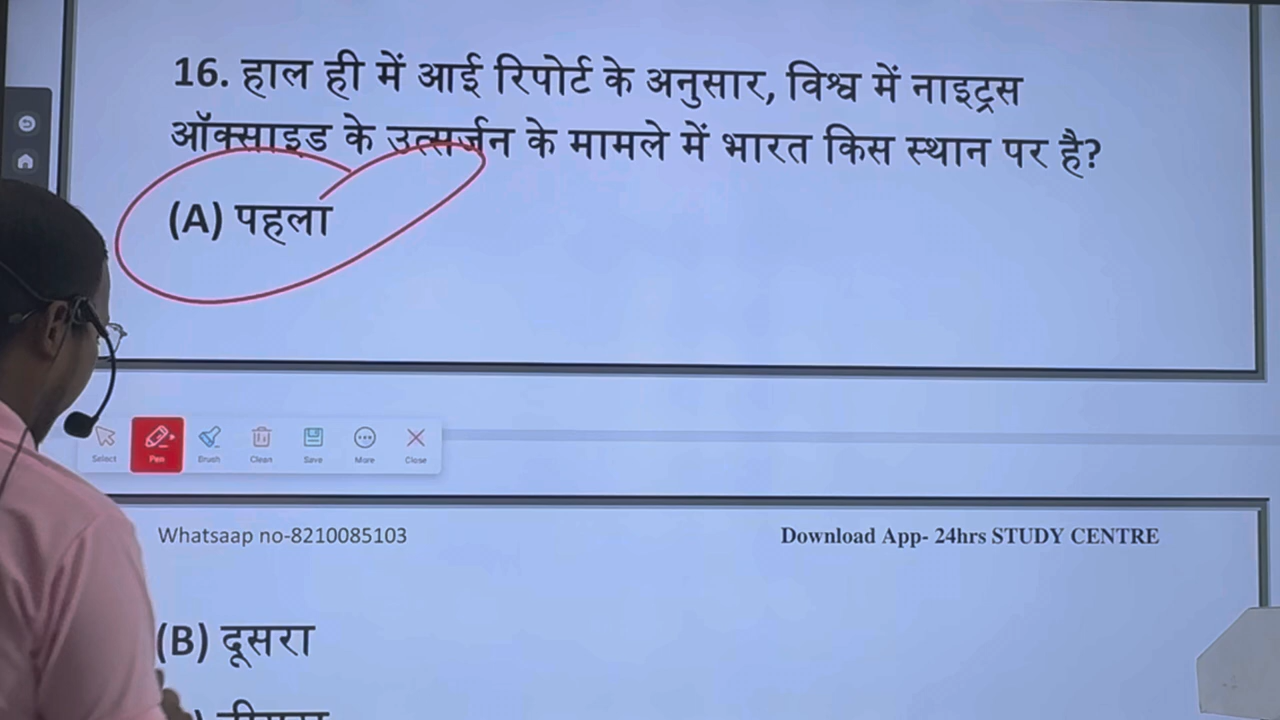 16. हाल ही में आई रिपोर्ट के अनुसार, विश्व में नाइट्रस
ऑक्साइड के उत्सर्जन के मामले में भारत किस स्थान पर है?
(A) पहला
Select Pen Brush Clean Save More Close
Whatsaap no-8210085103 Download App- 24hrs STUDY CENTRE
(B) दूसरा